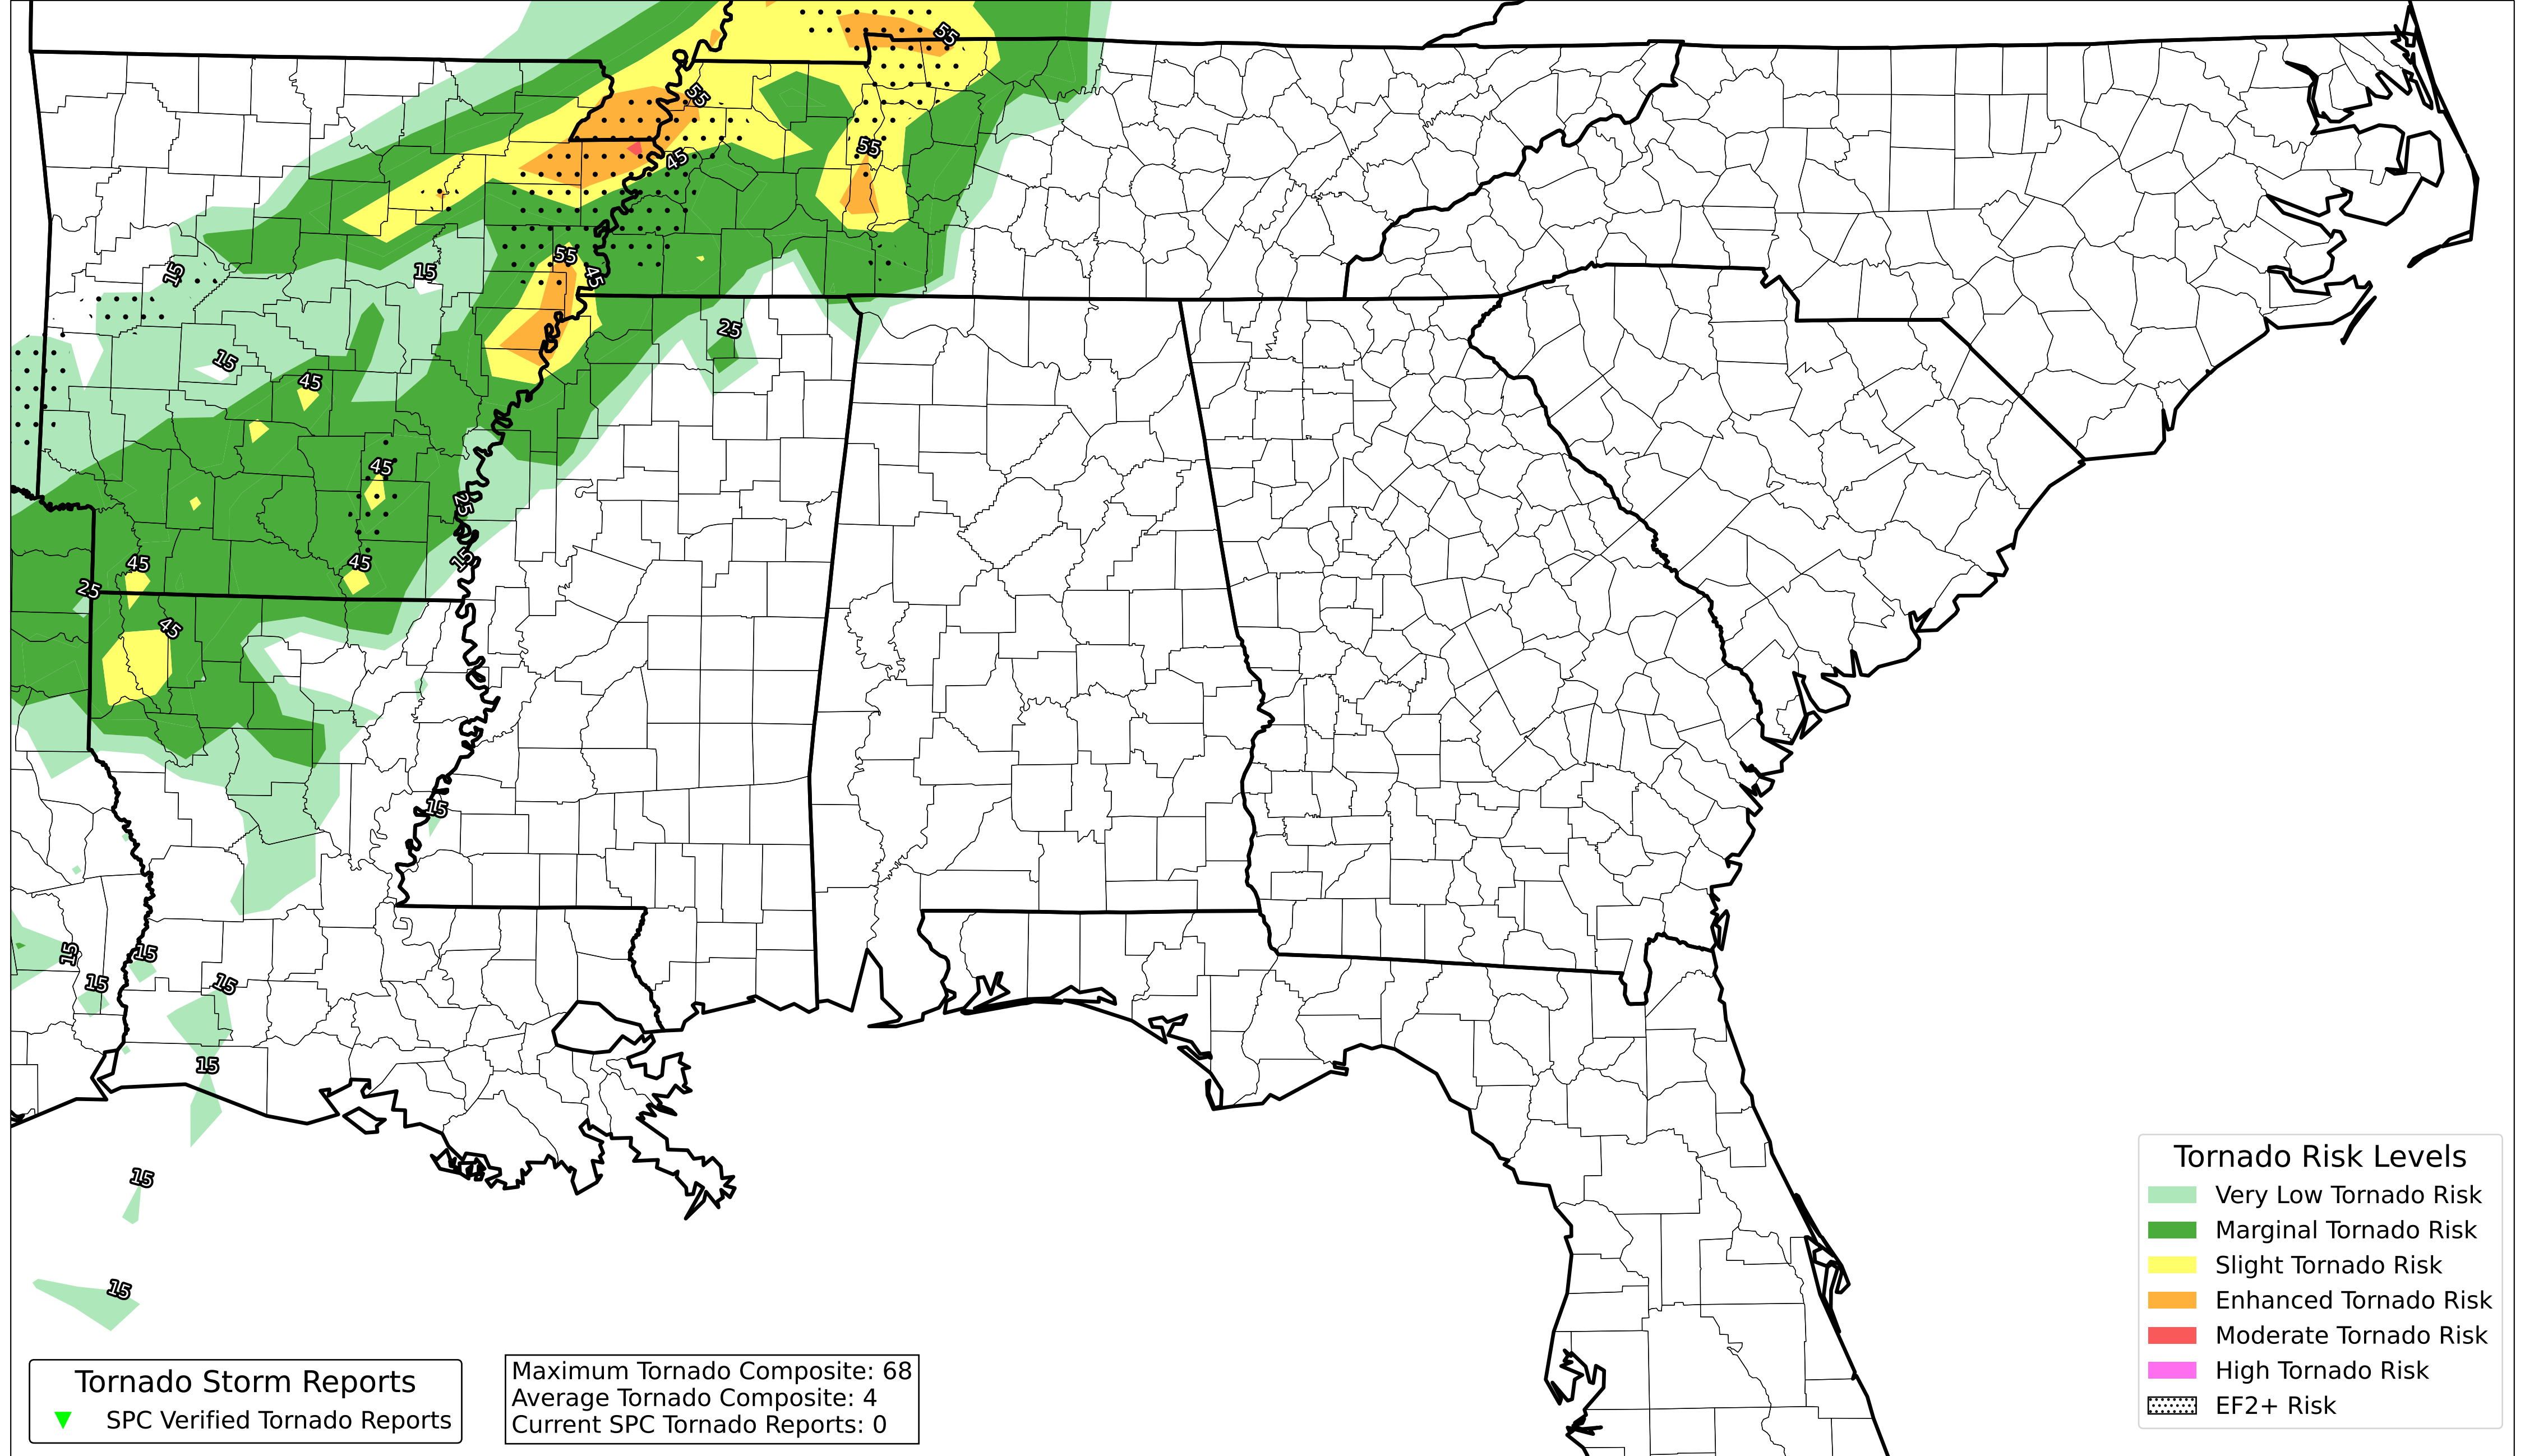 55
55
45
55
15
15
55
45
25
15
45
45
25
15
45
45
25
45
15
15
15
15
15
15
15
15
Tornado Risk Levels
Very Low Tornado Risk
Marginal Tornado Risk
Slight Tornado Risk
Enhanced Tornado Risk
Moderate Tornado Risk
High Tornado Risk
EF2+ Risk
Tornado Storm Reports
SPC Verified Tornado Reports
Maximum Tornado Composite: 68
Average Tornado Composite: 4
Current SPC Tornado Reports: 0